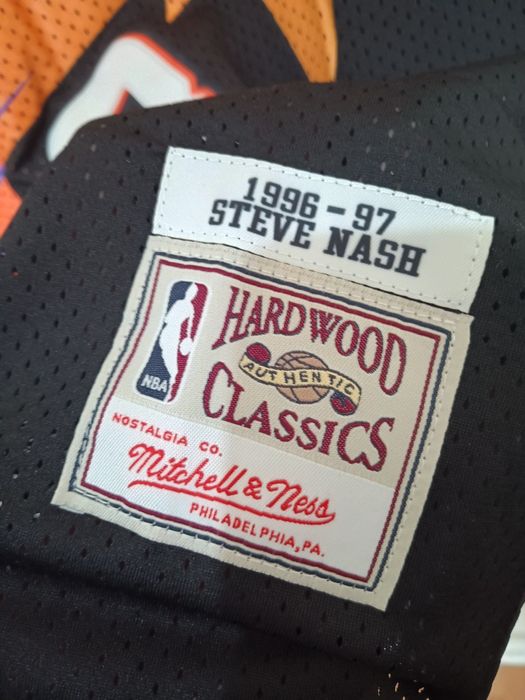 1996-97
STEVE NASH
HARDWOOD
AUTHENTIC
CLASSICS
NBA
NOSTALGIA CO.
Mitchell & Ness
PHILADELPHIA, PA.